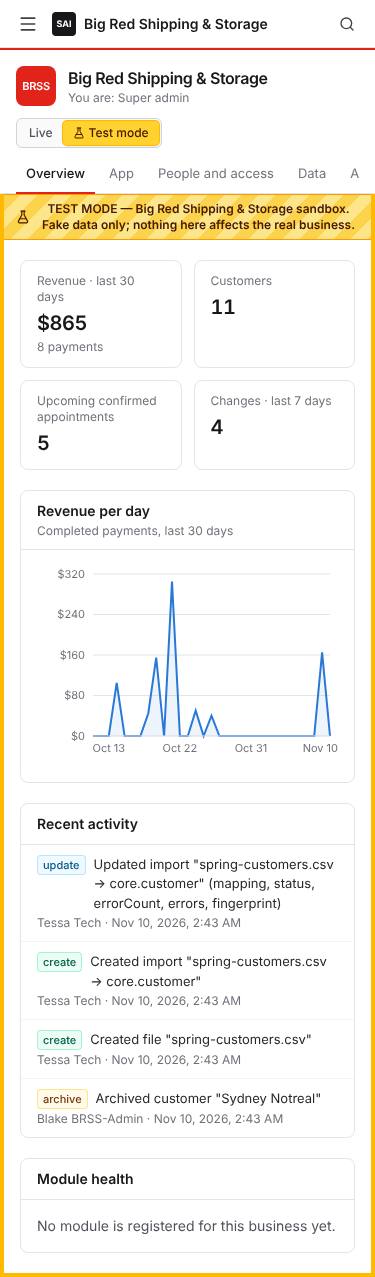 SAI Big Red Shipping & Storage
BRSS
Big Red Shipping & Storage
You are: Super admin
Live Test mode
Overview App People and access Data A
TEST MODE — Big Red Shipping & Storage sandbox.
Fake data only; nothing here affects the real business.
Revenue · last 30
days
$865
8 payments
Customers
11
Upcoming confirmed
appointments
5
Changes · last 7 days
4
Revenue per day
Completed payments, last 30 days
$320
$240
$160
$80
$0
Oct 13 Oct 22 Oct 31 Nov 10
Recent activity
update Updated import "spring-customers.csv
→ core.customer" (mapping, status,
errorCount, errors, fingerprint)
Tessa Tech · Nov 10, 2026, 2:43 AM
create Created import "spring-customers.csv
→ core.customer"
Tessa Tech · Nov 10, 2026, 2:43 AM
create Created file "spring-customers.csv"
Tessa Tech · Nov 10, 2026, 2:43 AM
archive Archived customer "Sydney Notreal"
Blake BRSS-Admin · Nov 10, 2026, 2:43 AM
Module health
No module is registered for this business yet.